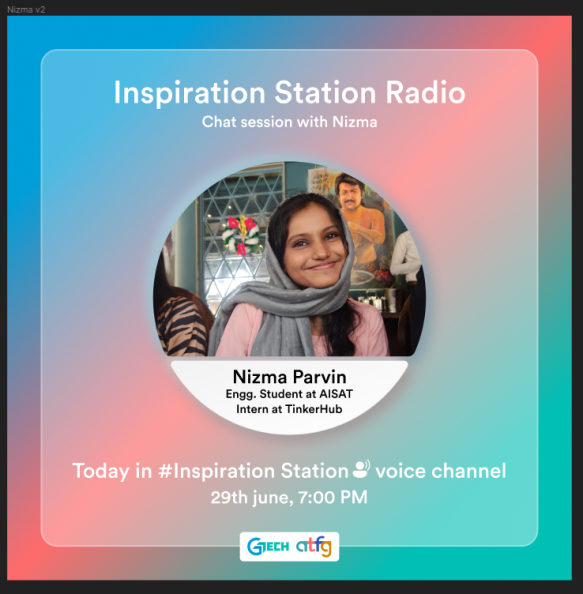 Nizma v2
Inspiration Station Radio
Chat session with Nizma
Nizma Parvin
Engg. Student at AISAT
Intern at TinkerHub
Today in #Inspiration Station voice channel
29th june, 7:00 PM
GTECH atfg